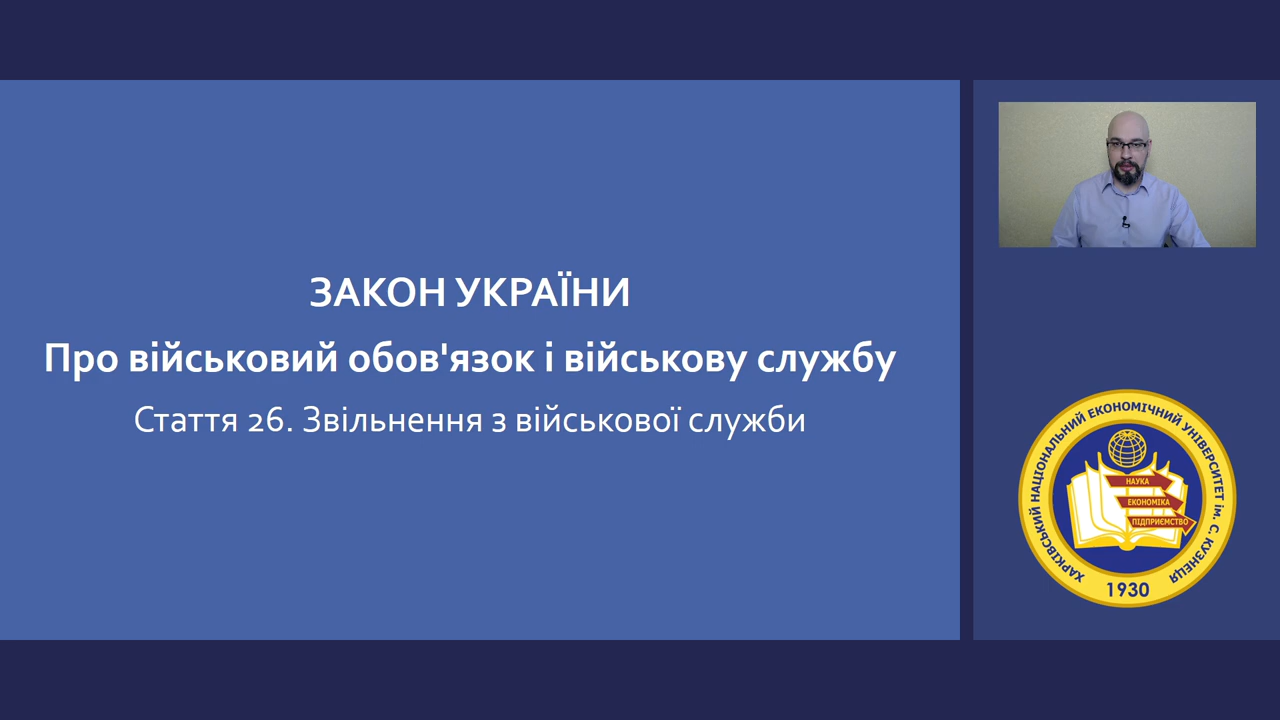 ЗАКОН УКРАЇНИ
Про військовий обов'язок і військову службу
Стаття 26. Звільнення з військової служби
ХАРКІВСЬКИЙ НАЦІОНАЛЬНИЙ ЕКОНОМІЧНИЙ УНІВЕРСИТЕТ ім. С. КУЗНЕЦЯ
НАУКА
ЕКОНОМІКА
ПІДПРИЄМСТВО
1930